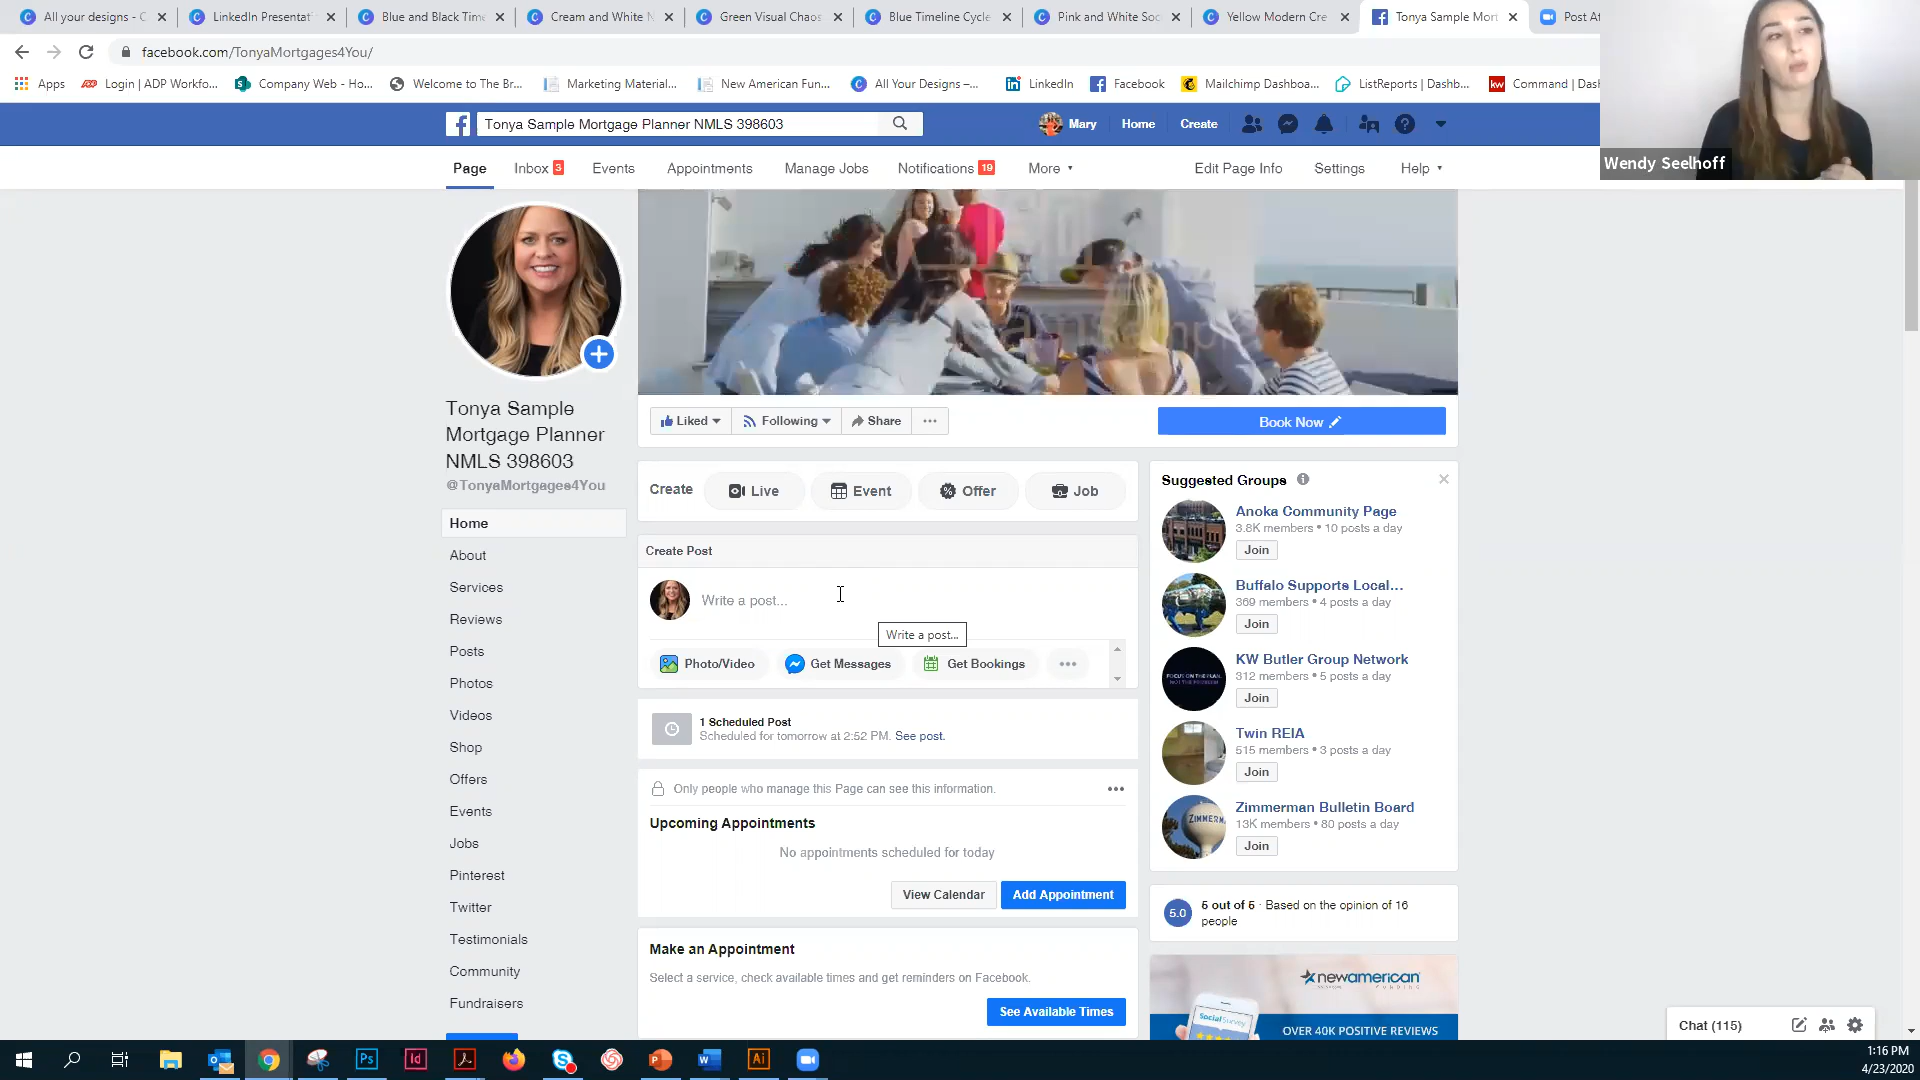 All your designs - C
LinkedIn Presentat
Blue and Black Time
Cream and White N
Green Visual Chaos
Blue Timeline Cycle
Pink and White Soc
Yellow Modern Cre
Tonya Sample Mort
Post At
facebook.com/TonyaMortgages4You/
Apps
Login | ADP Workfo...
Company Web - Ho...
Welcome to The Br...
Marketing Material...
New American Fun...
All Your Designs –...
LinkedIn
Facebook
Mailchimp Dashboa...
ListReports | Dashb...
Command | Das
Tonya Sample Mortgage Planner NMLS 398603
Mary
Home
Create
Wendy Seelhoff
Page
Inbox 3
Events
Appointments
Manage Jobs
Notifications 19
More
Edit Page Info
Settings
Help
Tonya Sample
Mortgage Planner
NMLS 398603
@TonyaMortgages4You
Home
About
Services
Reviews
Posts
Photos
Videos
Shop
Offers
Events
Jobs
Pinterest
Twitter
Testimonials
Community
Fundraisers
Liked
Following
Share
Book Now
Create
Live
Event
Offer
Job
Create Post
Write a post...
Write a post...
Photo/Video
Get Messages
Get Bookings
1 Scheduled Post
Scheduled for tomorrow at 2:52 PM. See post.
Only people who manage this Page can see this information.
Upcoming Appointments
No appointments scheduled for today
View Calendar
Add Appointment
Make an Appointment
Select a service, check available times and get reminders on Facebook.
See Available Times
Suggested Groups
Anoka Community Page
3.8K members • 10 posts a day
Join
Buffalo Supports Local...
369 members • 4 posts a day
Join
KW Butler Group Network
312 members • 5 posts a day
Join
Twin REIA
515 members • 3 posts a day
Join
Zimmerman Bulletin Board
13K members • 80 posts a day
Join
5.0
5 out of 5 · Based on the opinion of 16
people
newamerican
FUNDING
SocialSurvey
OVER 40K POSITIVE REVIEWS
Chat (115)
1:16 PM
4/23/2020